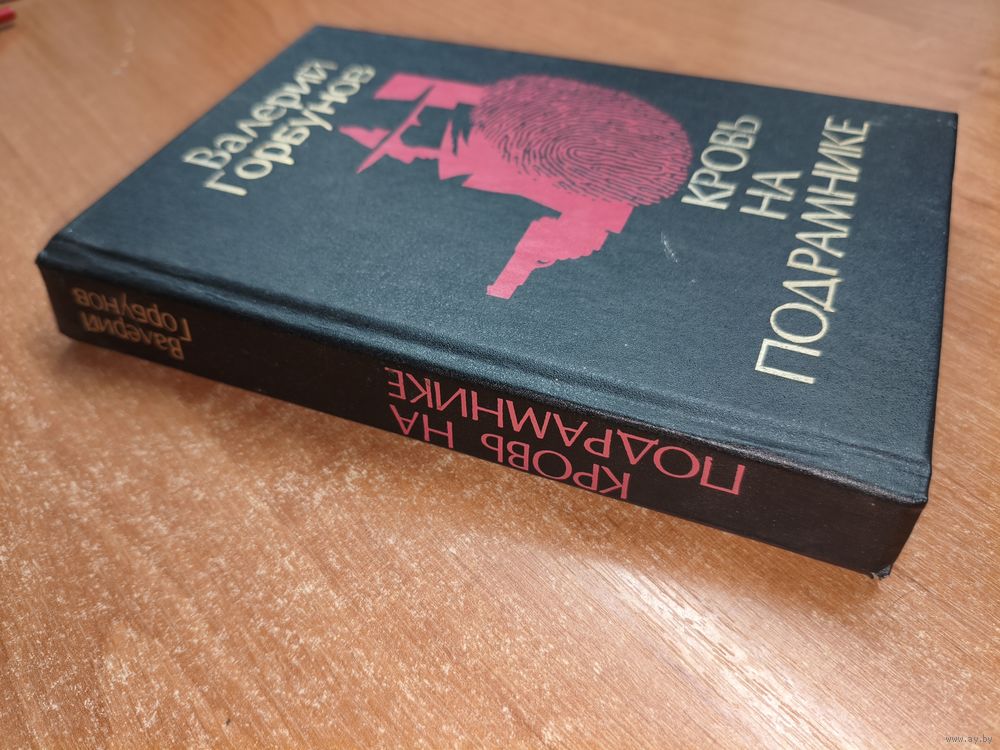 Валерий
ГОРБУНОВ
КРОВЬ
НА
ПОДРАМНИКЕ
Валерий
ГОРБУНОВ
КРОВЬ НА
ПОДРАМНИКЕ
www.ay.by